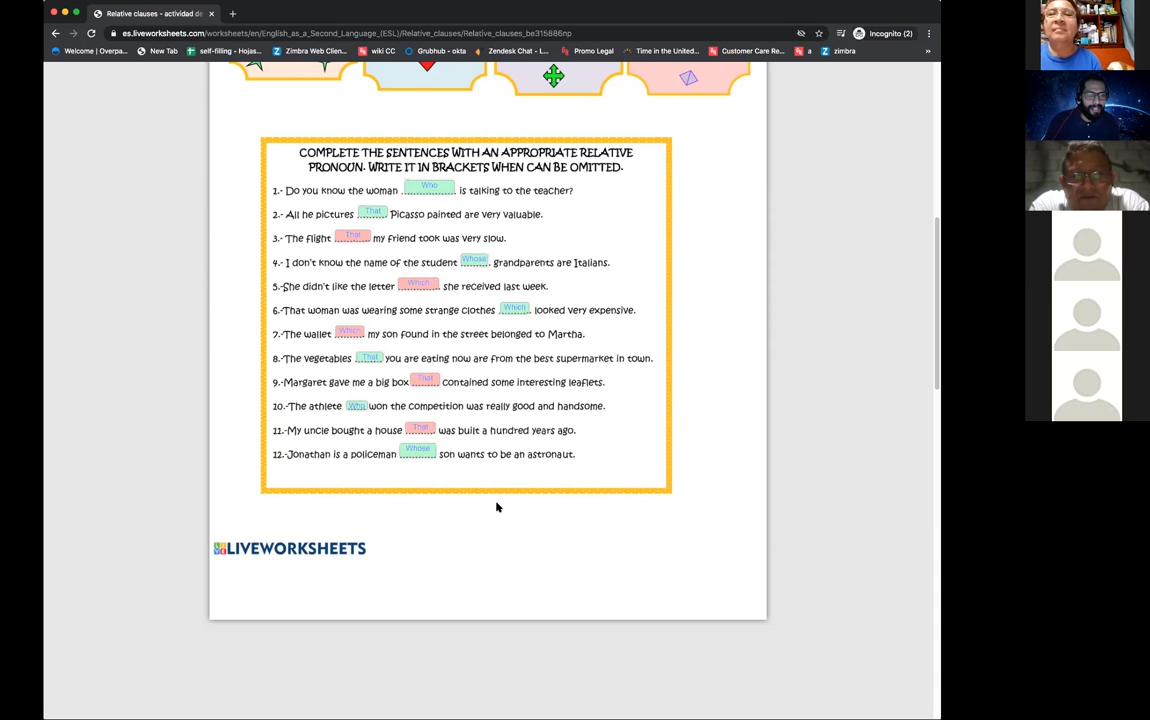 Relative clauses - actividad de
es.liveworksheets.com/worksheets/en/English_as_a_Second_Language_(ESL)/Relative_clauses/Relative_clauses_be315886np
Incognito (2)
Welcome | Overpa... New Tab self-filling - Hojas... Zimbra Web Clien... wiki CC Grubhub - okta Zendesk Chat - L... Promo Legal Time in the United... Customer Care Re... a zimbra »
COMPLETE THE SENTENCES WITH AN APPROPRIATE RELATIVE
PRONOUN. WRITE IT IN BRACKETS WHEN CAN BE OMITTED.
1.- Do you know the woman Who is talking to the teacher?
2.- All he pictures That Picasso painted are very valuable.
3.- The flight That my friend took was very slow.
4.- I don't know the name of the student Whose grandparents are Italians.
5.-She didn't like the letter Which she received last week.
6.-That woman was wearing some strange clothes Which looked very expensive.
7.-The wallet Which my son found in the street belonged to Martha.
8.-The vegetables That you are eating now are from the best supermarket in town.
9.-Margaret gave me a big box That contained some interesting leaflets.
10.-The athlete Who won the competition was really good and handsome.
11.-My uncle bought a house That was built a hundred years ago.
12.-Jonathan is a policeman Whose son wants to be an astronaut.
LIVEWORKSHEETS